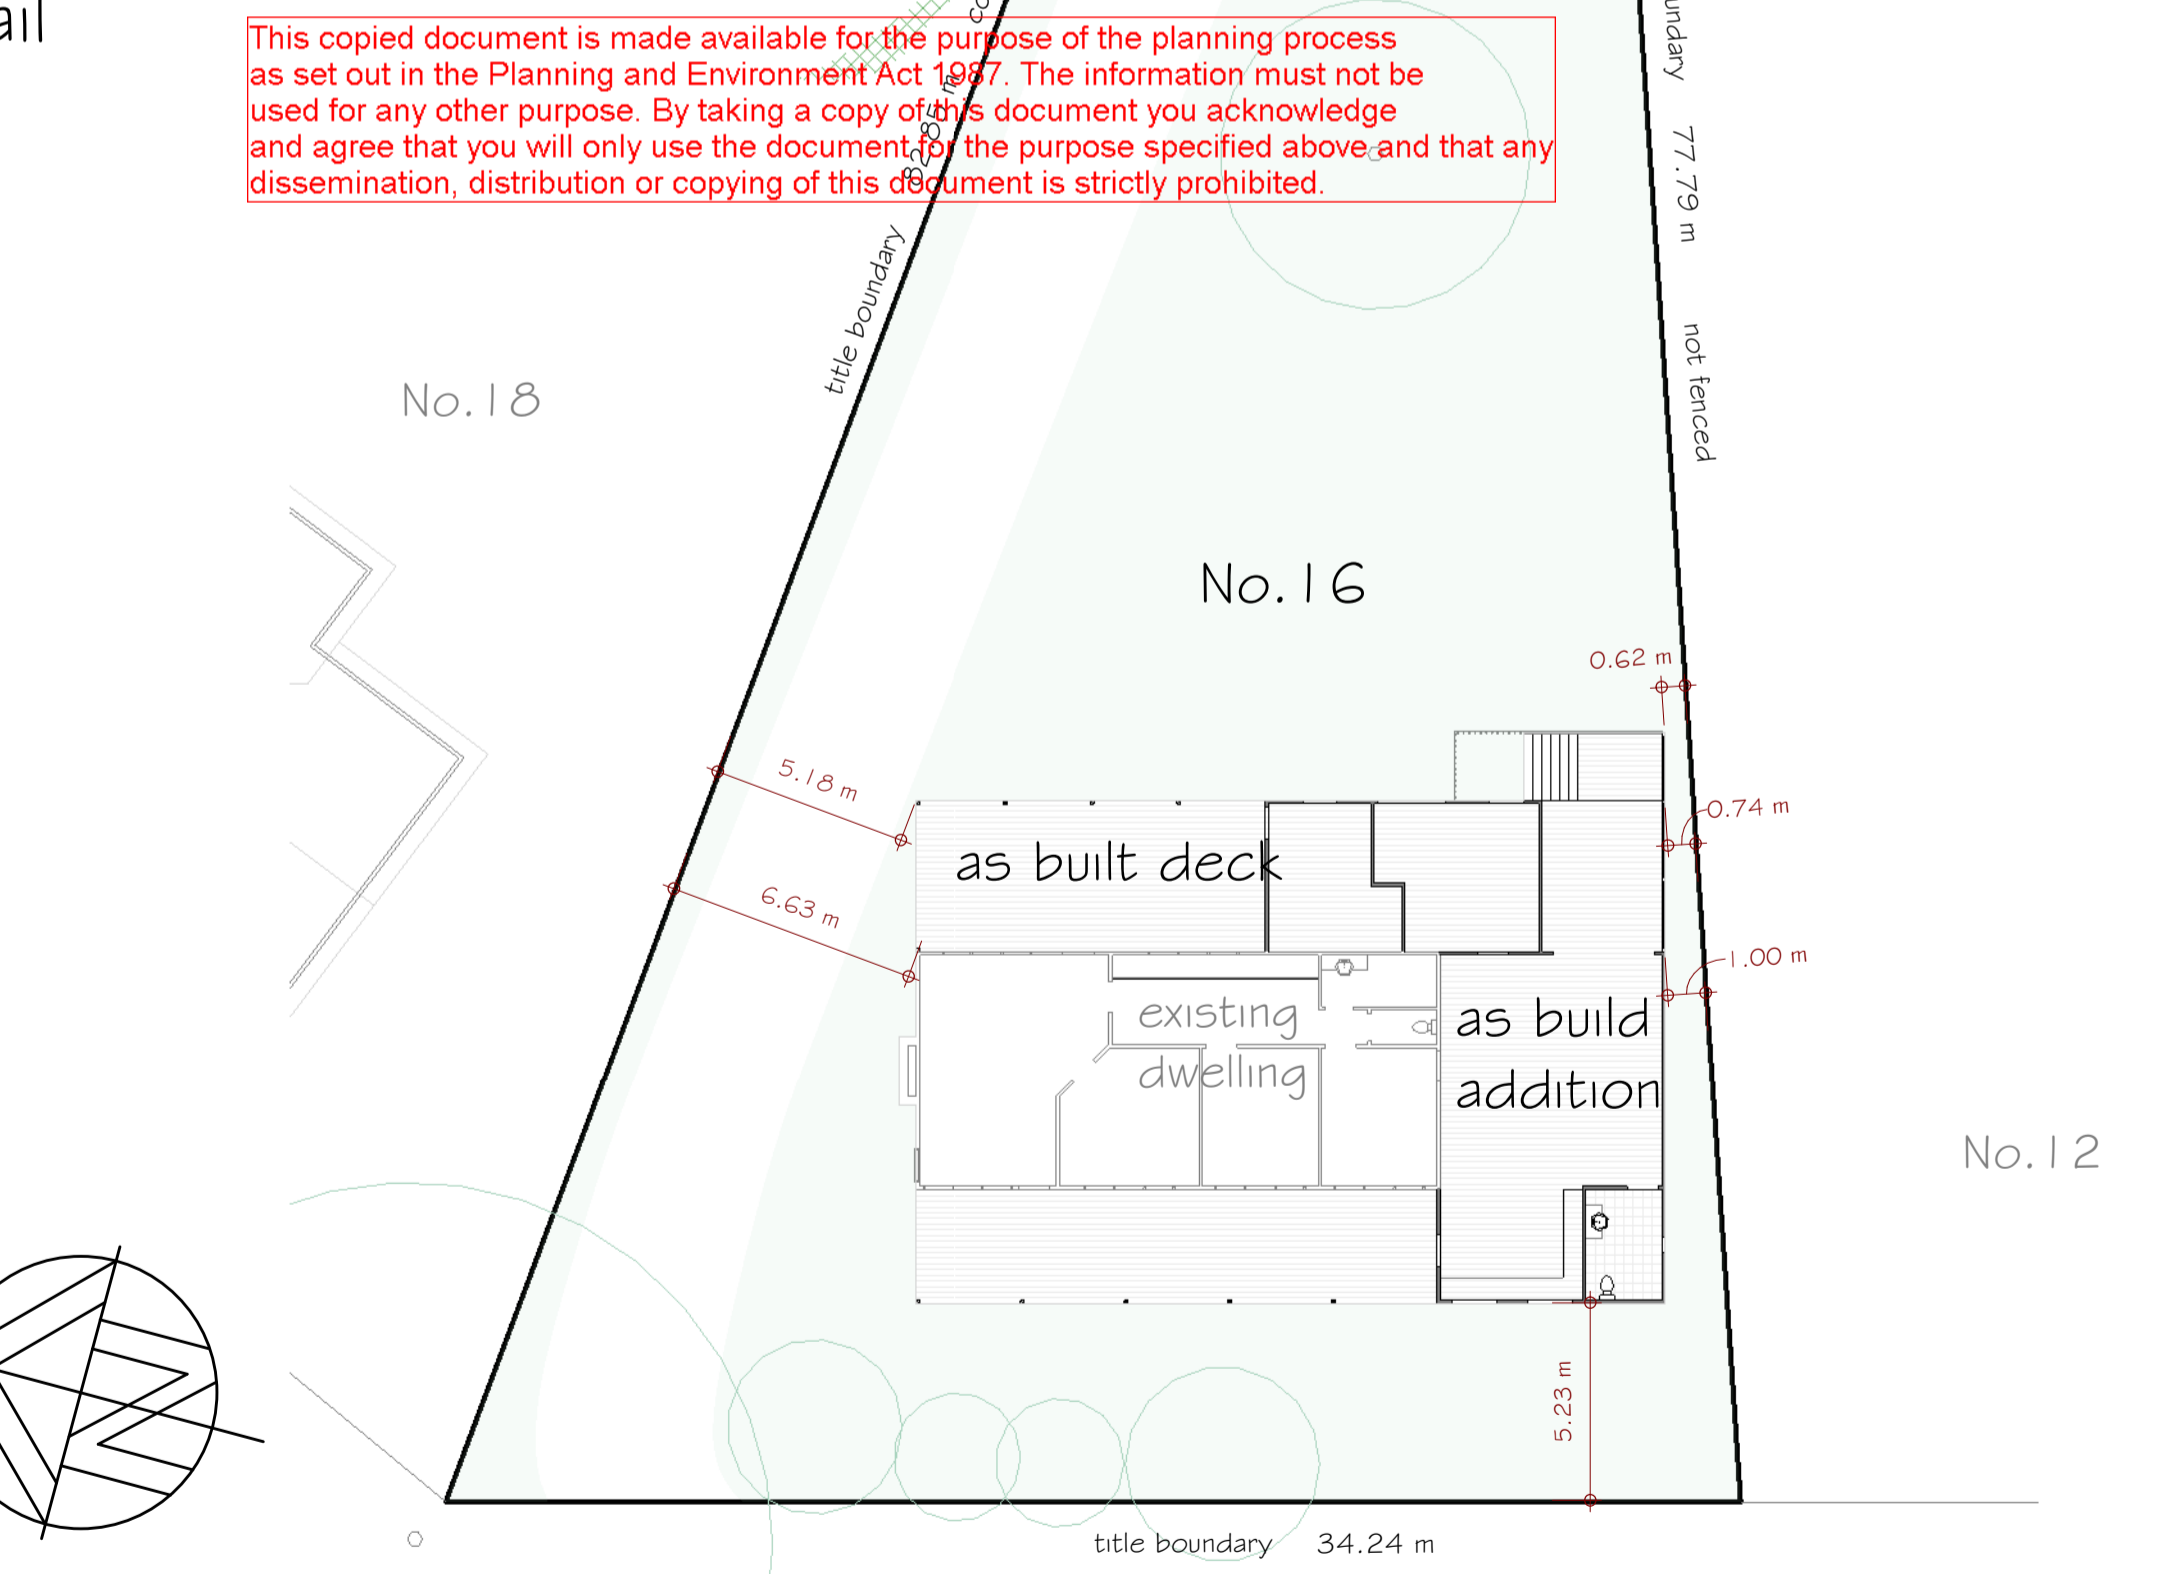 This copied document is made available for the purpose of the planning process
as set out in the Planning and Environment Act 1987. The information must not be
used for any other purpose. By taking a copy of this document you acknowledge
and agree that you will only use the document for the purpose specified above and that any
dissemination, distribution or copying of this document is strictly prohibited.
82.85 m
title boundary
77.79 m
not fenced
No.18
No.16
0.62 m
5.18 m
0.74 m
as built deck
6.63 m
1.00 m
existing
dwelling
as build
addition
No.12
5.23 m
title boundary 34.24 m